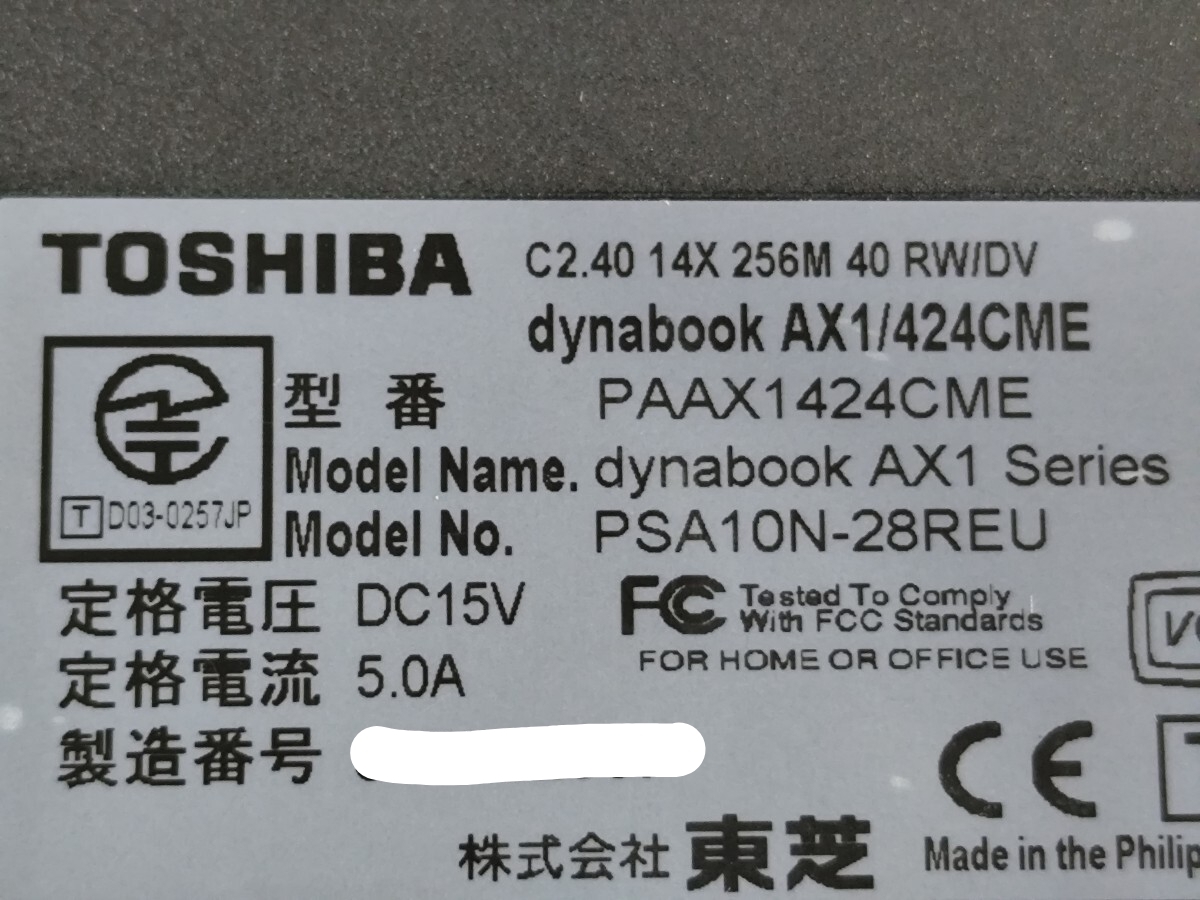 TOSHIBA
C2.40 14X 256M 40 RW/DV
dynabook AX1/424CME
型 番 PAAX1424CME
Model Name. dynabook AX1 Series
Model No. PSA10N-28REU
T D03-0257JP
定格電圧 DC15V
定格電流 5.0A
製造番号
FC Tested To Comply
With FCC Standards
FOR HOME OR OFFICE USE
CE
株式会社 東芝
Made in the